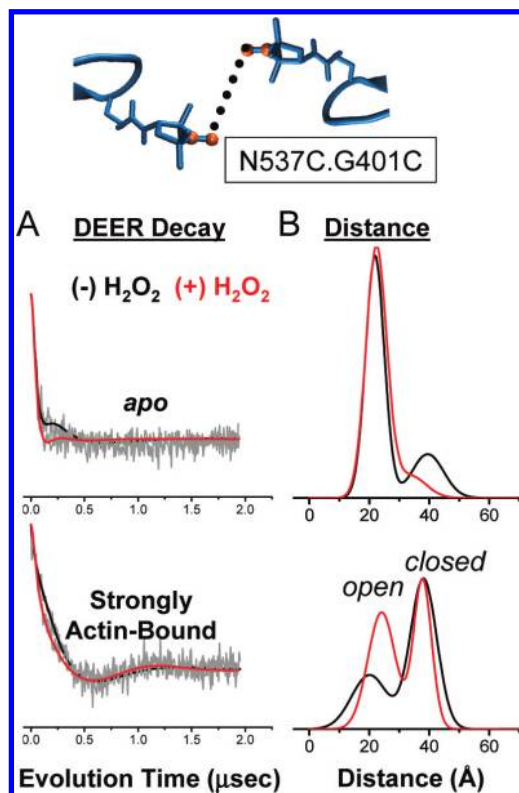 N537C.G401C
A DEER Decay B Distance
(-) H₂O₂ (+) H₂O₂
apo
0.0 0.5 1.0 1.5 2.0
0 20 40 60
Strongly
Actin-Bound
open closed
0.0 0.5 1.0 1.5 2.0
0 20 40 60
Evolution Time (μsec) Distance (Å)